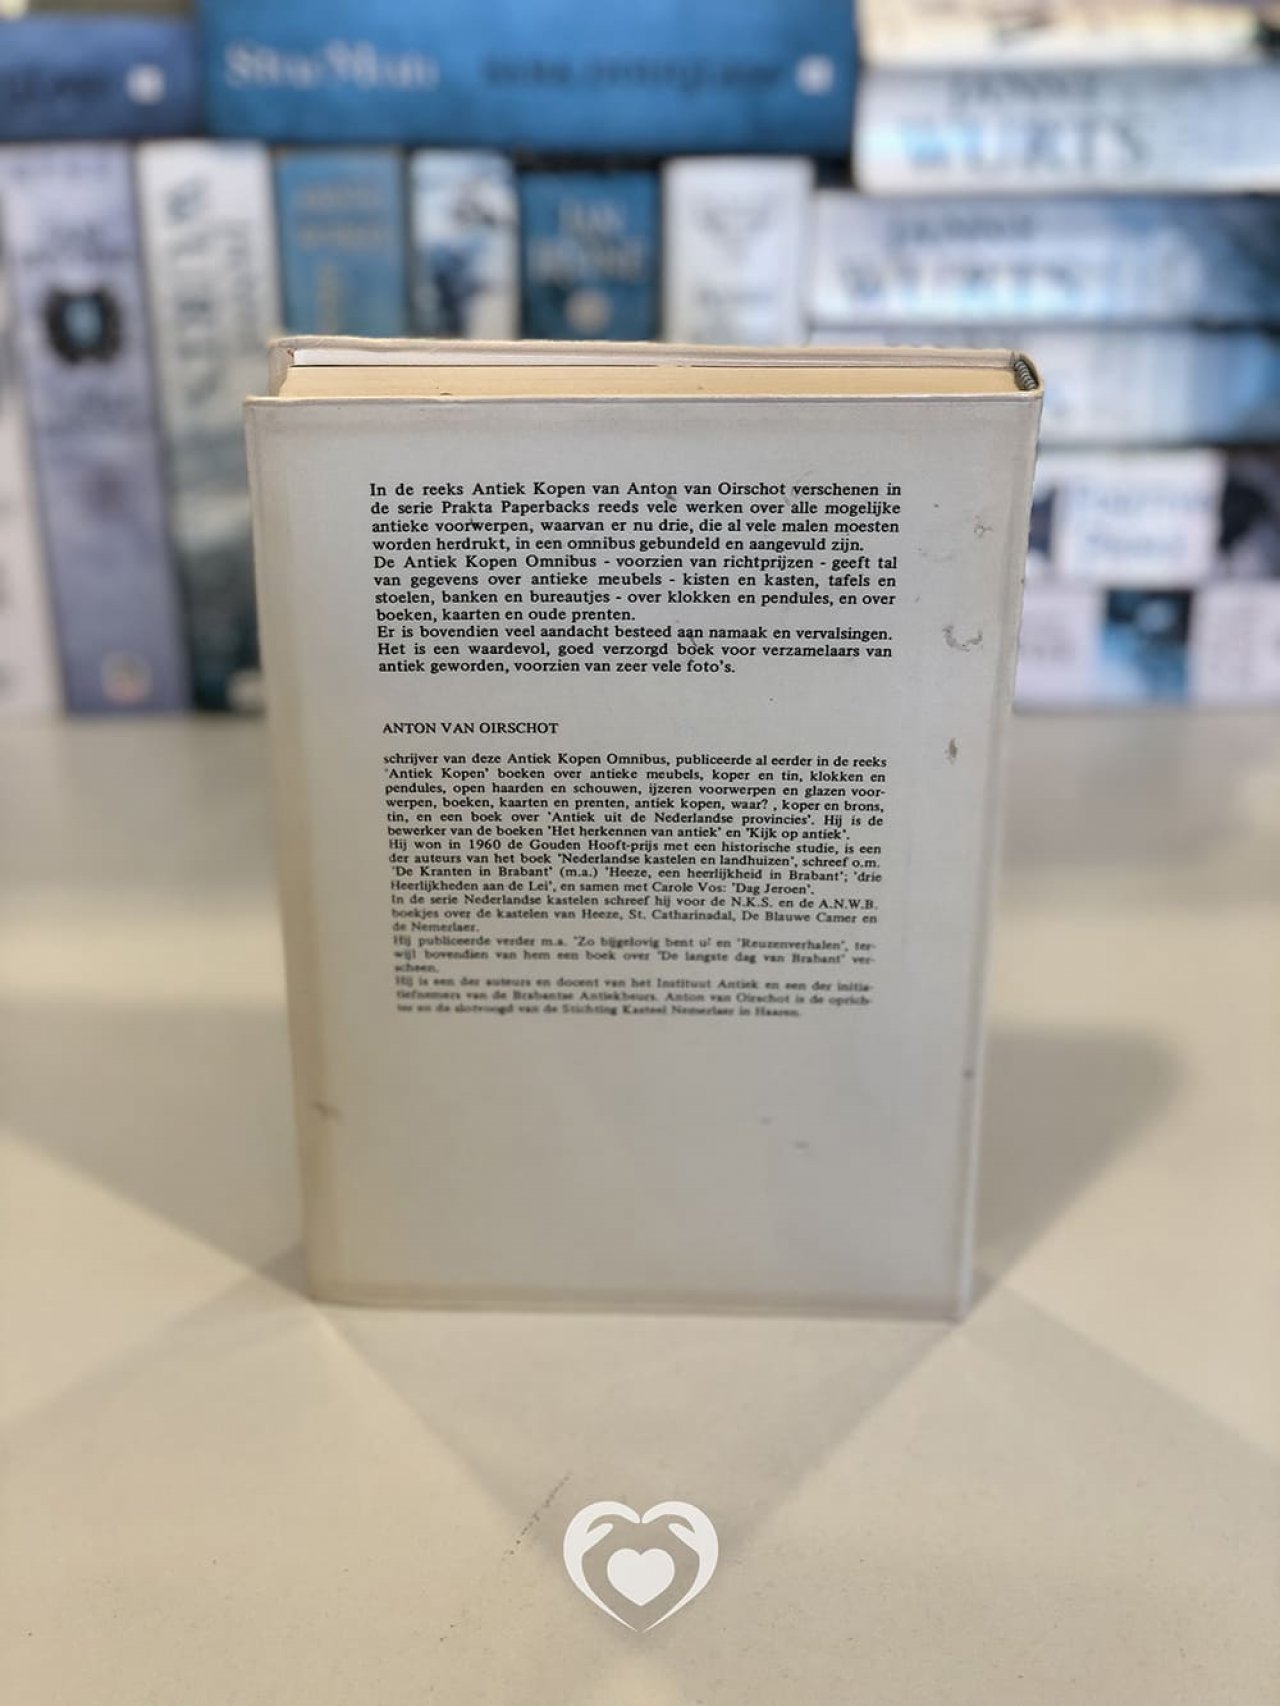 WURTS
WURTS
In de reeks Antiek Kopen van Anton van Oirschot verschenen in
de serie Prakta Paperbacks reeds vele werken over alle mogelijke
antieke voorwerpen, waarvan er nu drie, die al vele malen moesten
worden herdrukt, in een omnibus gebundeld en aangevuld zijn.
De Antiek Kopen Omnibus - voorzien van richtprijzen - geeft tal
van gegevens over antieke meubels - kisten en kasten, tafels en
stoelen, banken en bureautjes - over klokken en pendules, en over
boeken, kaarten en oude prenten.
Er is bovendien veel aandacht besteed aan namaak en vervalsingen.
Het is een waardevol, goed verzorgd boek voor verzamelaars van
antiek geworden, voorzien van zeer vele foto's.
ANTON VAN OIRSCHOT
schrijver van deze Antiek Kopen Omnibus, publiceerde al eerder in de reeks
'Antiek Kopen' boeken over antieke meubels, koper en tin, klokken en
pendules, open haarden en schouwen, ijzeren voorwerpen en glazen voor-
werpen, boeken, kaarten en prenten, antiek kopen, waar? , koper en brons,
tin, en een boek over 'Antiek uit de Nederlandse provincies'. Hij is de
bewerker van de boeken 'Het herkennen van antiek' en 'Kijk op antiek'.
Hij won in 1960 de Gouden Hooft-prijs met een historische studie, is een
der auteurs van het boek 'Nederlandse kastelen en landhuizen', schreef o.m.
'De Kranten in Brabant' (m.a.) 'Heeze, een heerlijkheid in Brabant'; 'drie
Heerlijkheden aan de Lei', en samen met Carole Vos: 'Dag Jeroen'.
In de serie Nederlandse kastelen schreef hij voor de N.K.S. en de A.N.W.B.
boekjes over de kastelen van Heeze, St. Catharinadal, De Blauwe Camer en
de Nemerlaer.
Hij publiceerde verder m.a. 'Zo bijgelovig bent u!' en 'Reuzenverhalen', ter-
wijl bovendien van hem een boek over 'De langste dag van Brabant' ver-
scheen.
Hij is een der auteurs en docent van het Instituut Antiek en een der initia-
tiefnemers van de Brabantse Antiekbeurs. Anton van Oirschot is de oprich-
ter en de slotvoogd van de Stichting Kasteel Nemerlaer in Haaren.